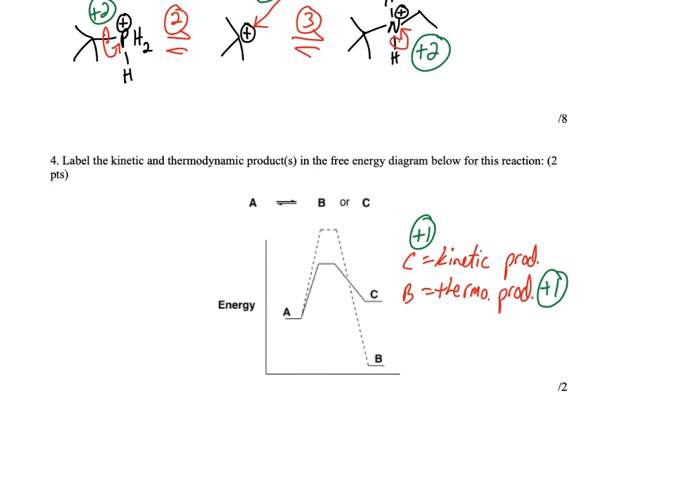 +2
⊕
PH2
H
2
⊕
3
⊕
N
H
+2
/8
4. Label the kinetic and thermodynamic product(s) in the free energy diagram below for this reaction: (2
pts)
A ⇌ B or C
+1
C = kinetic prod.
B = thermo. prod. +1
Energy
A
C
B
/2